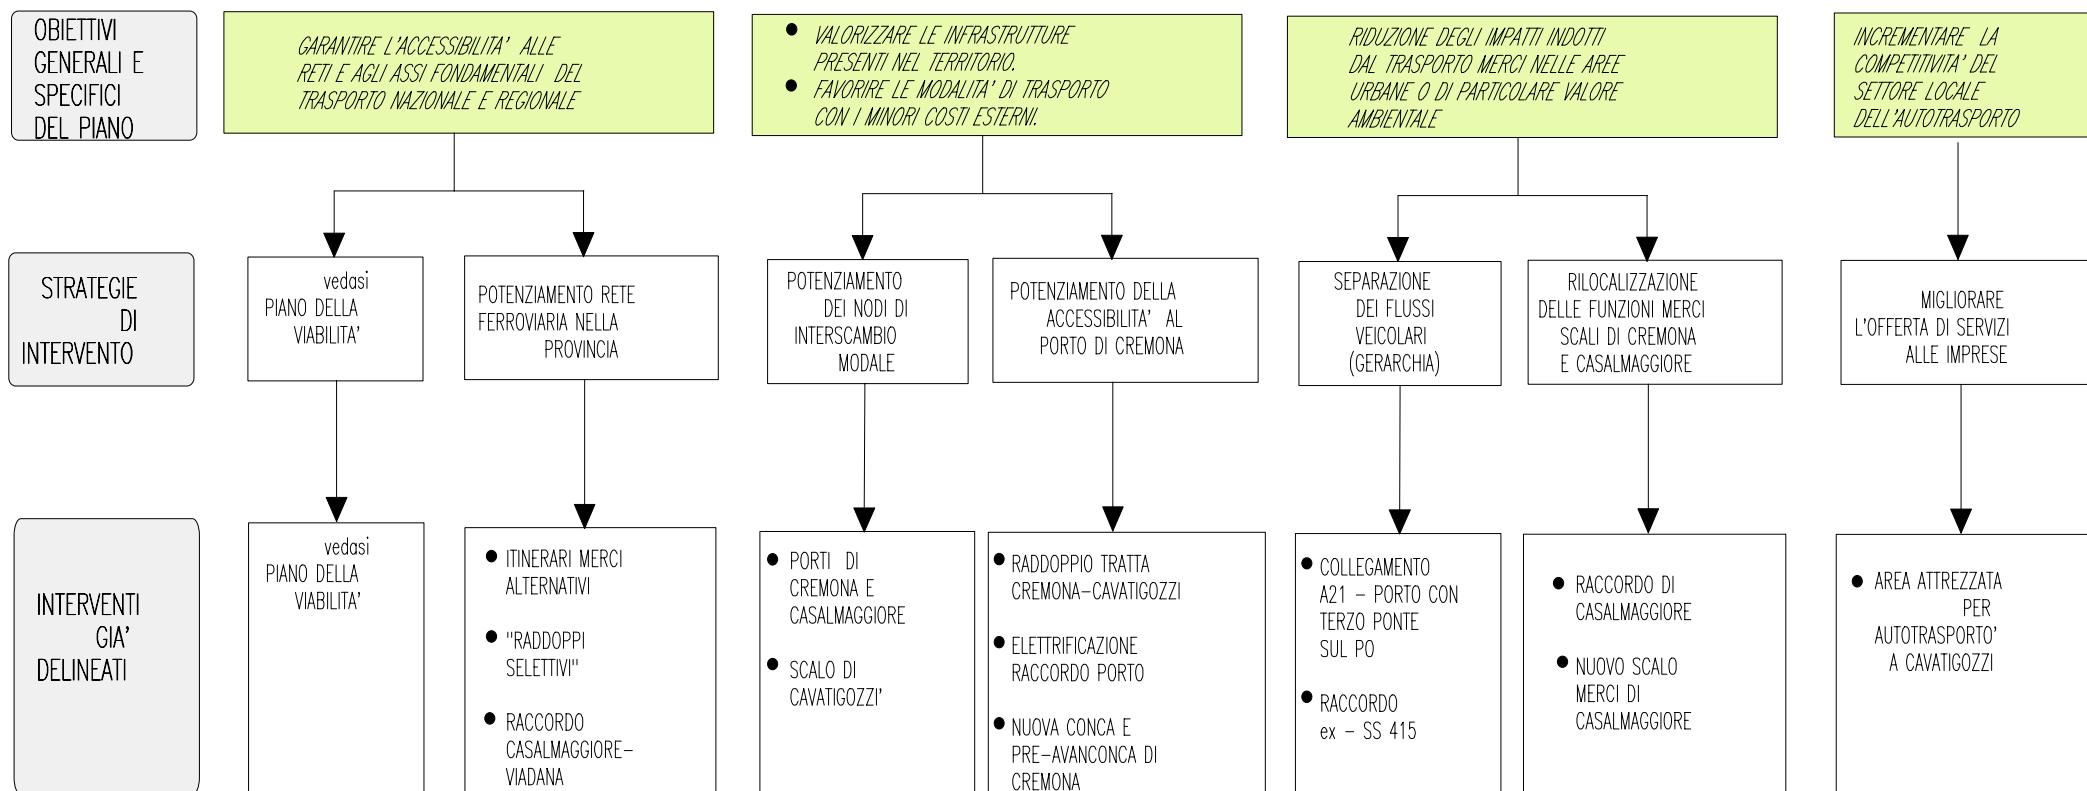 OBIETTIVI
GENERALI E
SPECIFICI
DEL PIANO
GARANTIRE L'ACCESSIBILITA' ALLE
RETI E AGLI ASSI FONDAMENTALI DEL
TRASPORTO NAZIONALE E REGIONALE
● VALORIZZARE LE INFRASTRUTTURE
PRESENTI NEL TERRITORIO.
● FAVORIRE LE MODALITA' DI TRASPORTO
CON I MINORI COSTI ESTERNI.
RIDUZIONE DEGLI IMPATTI INDOTTI
DAL TRASPORTO MERCI NELLE AREE
URBANE O DI PARTICOLARE VALORE
AMBIENTALE
INCREMENTARE LA
COMPETITIVITA' DEL
SETTORE LOCALE
DELL'AUTOTRASPORTO
STRATEGIE
DI
INTERVENTO
vedasi
PIANO DELLA
VIABILITA'
POTENZIAMENTO RETE
FERROVIARIA NELLA
PROVINCIA
POTENZIAMENTO
DEI NODI DI
INTERSCAMBIO
MODALE
POTENZIAMENTO DELLA
ACCESSIBILITA' AL
PORTO DI CREMONA
SEPARAZIONE
DEI FLUSSI
VEICOLARI
(GERARCHIA)
RILOCALIZZAZIONE
DELLE FUNZIONI MERCI
SCALI DI CREMONA
E CASALMAGGIORE
MIGLIORARE
L'OFFERTA DI SERVIZI
ALLE IMPRESE
INTERVENTI
GIA'
DELINEATI
vedasi
PIANO DELLA
VIABILITA'
● ITINERARI MERCI
ALTERNATIVI
● "RADDOPPI
SELETTIVI"
● RACCORDO
CASALMAGGIORE-
VIADANA
● PORTI DI
CREMONA E
CASALMAGGIORE
● SCALO DI
CAVATIGOZZI'
● RADDOPPIO TRATTA
CREMONA-CAVATIGOZZI
● ELETTRIFICAZIONE
RACCORDO PORTO
● NUOVA CONCA E
PRE-AVANCONCA DI
CREMONA
● COLLEGAMENTO
A21 - PORTO CON
TERZO PONTE
SUL PO
● RACCORDO
ex - SS 415
● RACCORDO DI
CASALMAGGIORE
● NUOVO SCALO
MERCI DI
CASALMAGGIORE
● AREA ATTREZZATA
PER
AUTOTRASPORTO'
A CAVATIGOZZI